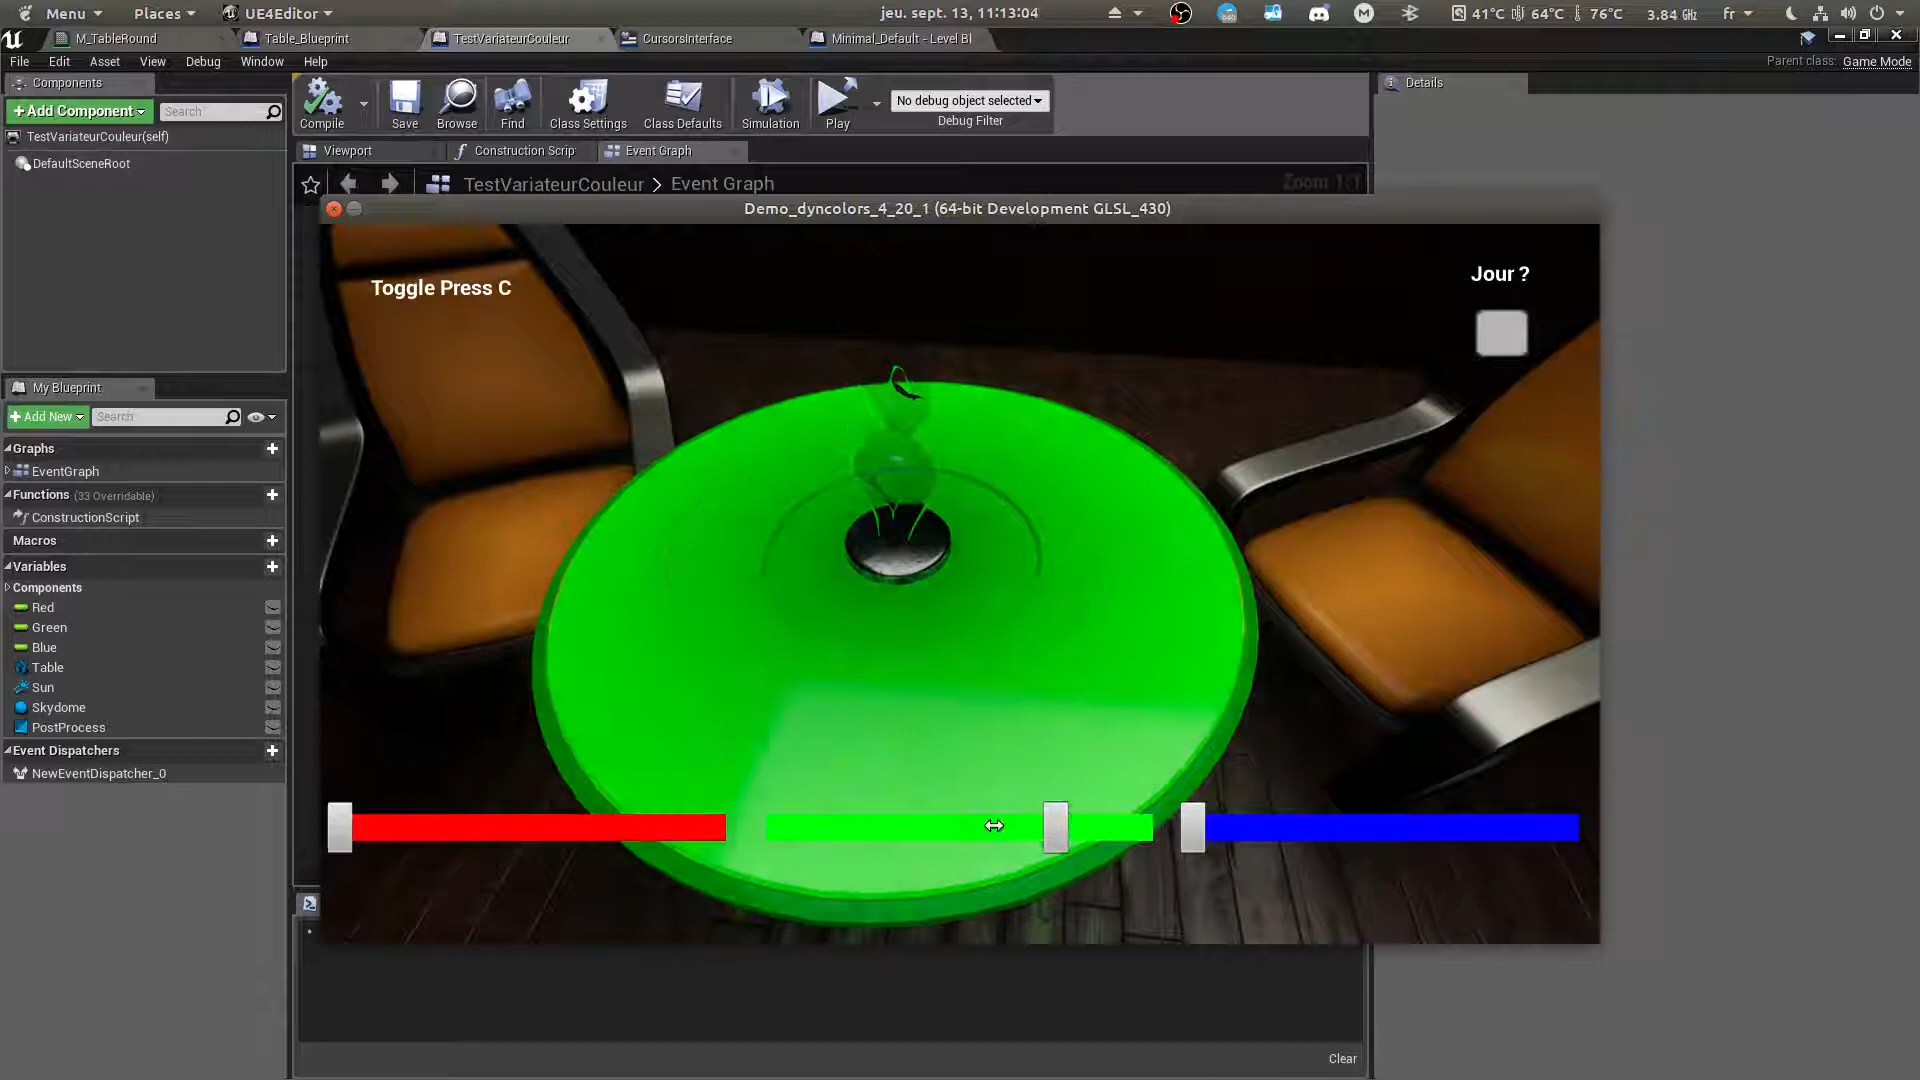 Menu Places UE4Editor jeu. sept. 13, 11:13:04 M 41°C 64°C 76°C 3.84 GHz fr
M_TableRound Table_Blueprint TestVariateurCouleur CursorsInterface Minimal_Default - Level Bl
File Edit Asset View Debug Window Help Parent class: Game Mode
Components
+Add Component Search
TestVariateurCouleur(self)
DefaultSceneRoot
Compile Save Browse Find Class Settings Class Defaults Simulation Play
No debug object selected
Debug Filter
Details
Viewport Construction Scrip Event Graph
TestVariateurCouleur > Event Graph Zoom 1:1
Demo_dyncolors_4_20_1 (64-bit Development GLSL_430)
Toggle Press C
Jour ?
My Blueprint
+Add New Search
Graphs
EventGraph
Functions (33 Overridable)
ConstructionScript
Macros
Variables
Components
Red
Green
Blue
Table
Sun
Skydome
PostProcess
Event Dispatchers
NewEventDispatcher_0
Clear